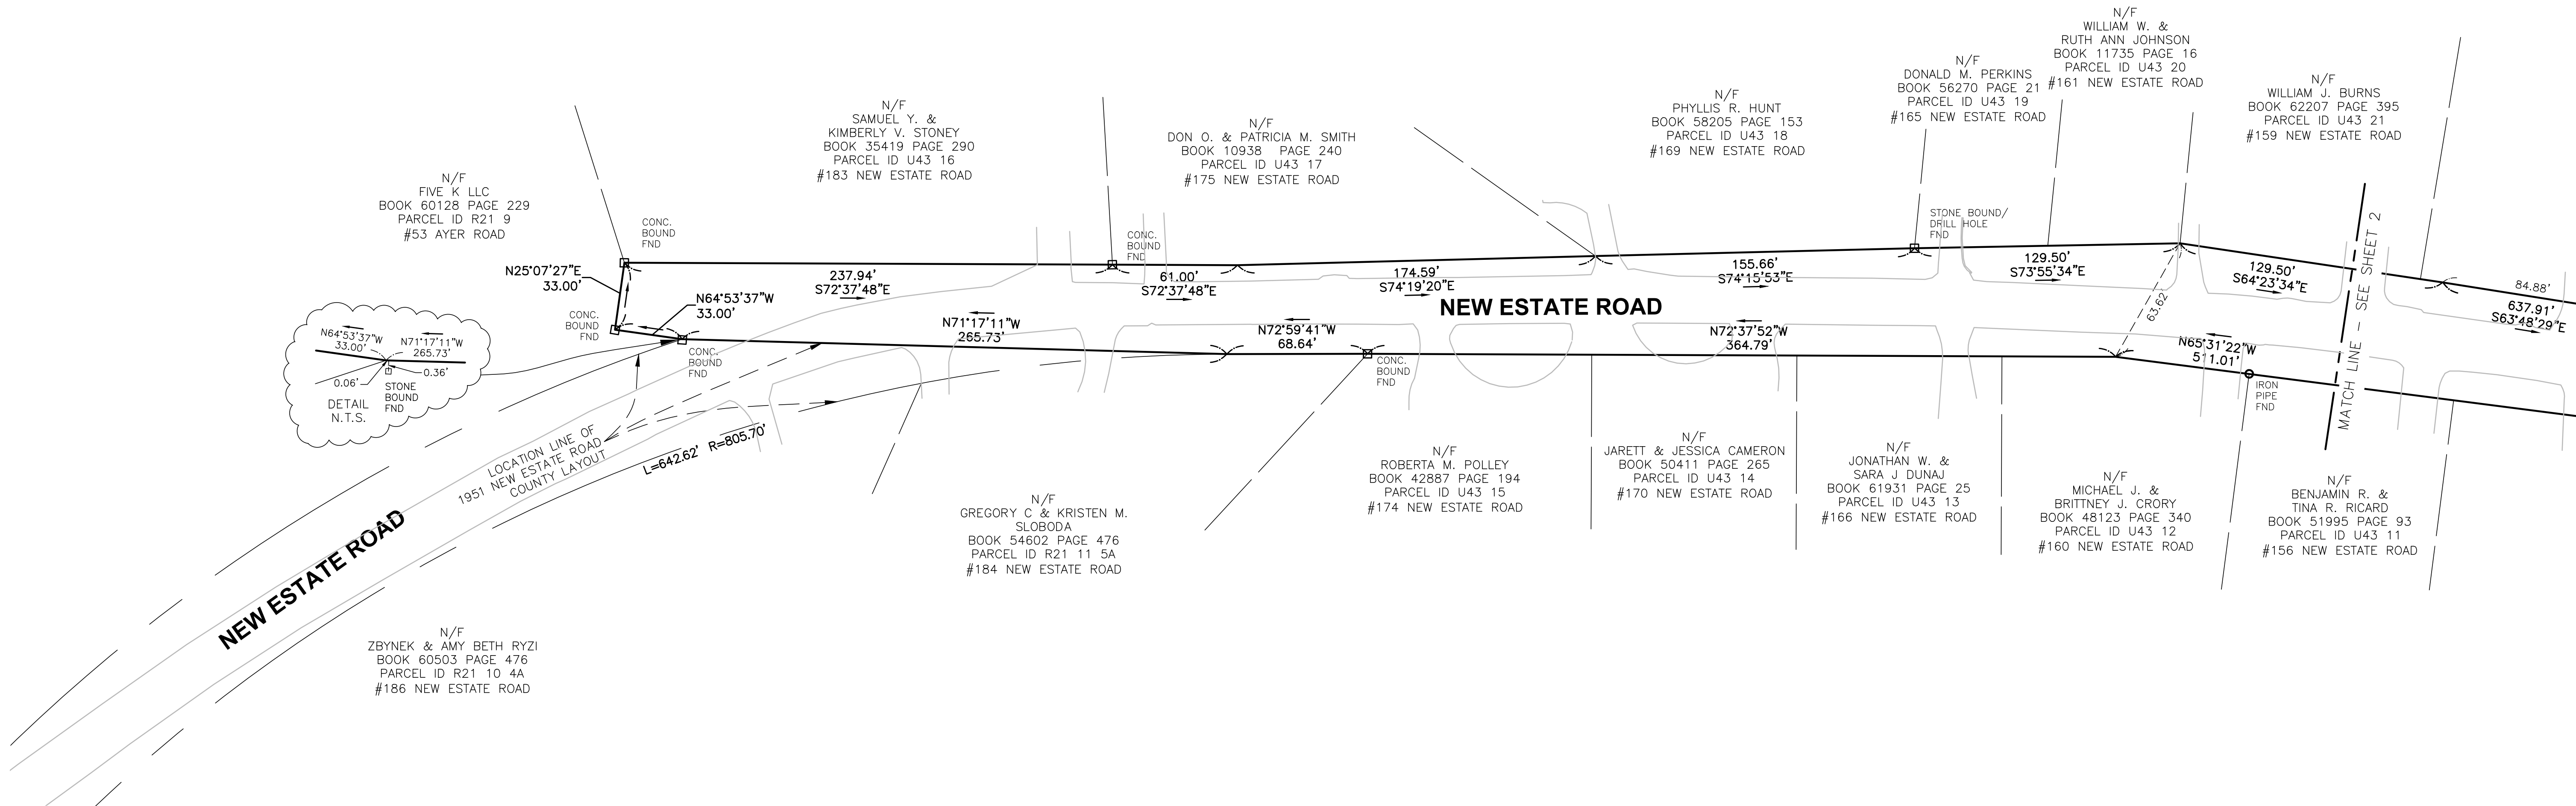 N/F
FIVE K LLC
BOOK 60128 PAGE 229
PARCEL ID R21 9
#53 AYER ROAD
N/F
SAMUEL Y. &
KIMBERLY V. STONEY
BOOK 35419 PAGE 290
PARCEL ID U43 16
#183 NEW ESTATE ROAD
N/F
DON O. & PATRICIA M. SMITH
BOOK 10938 PAGE 240
PARCEL ID U43 17
#175 NEW ESTATE ROAD
N/F
PHYLLIS R. HUNT
BOOK 58205 PAGE 153
PARCEL ID U43 18
#169 NEW ESTATE ROAD
N/F
DONALD M. PERKINS
BOOK 56270 PAGE 21
PARCEL ID U43 19
#165 NEW ESTATE ROAD
N/F
WILLIAM W. &
RUTH ANN JOHNSON
BOOK 11735 PAGE 16
PARCEL ID U43 20
#161 NEW ESTATE ROAD
N/F
WILLIAM J. BURNS
BOOK 62207 PAGE 395
PARCEL ID U43 21
#159 NEW ESTATE ROAD
CONC.
BOUND
FND
CONC.
BOUND
FND
STONE BOUND/
DRILL HOLE
FND
N25°07'27"E
33.00'
N64°53'37"W
33.00'
237.94'
S72°37'48"E
61.00'
S72°37'48"E
174.59'
S74°19'20"E
155.66'
S74°15'53"E
129.50'
S73°55'34"E
129.50'
S64°23'34"E
84.88'
637.91'
S63°48'29"E
NEW ESTATE ROAD
CONC.
BOUND
FND
CONC.
BOUND
FND
N71°17'11"W
265.73'
N72°59'41"W
68.64'
CONC.
BOUND
FND
N72°37'52"W
364.79'
63.62
N65°31'22"W
511.01'
IRON
PIPE
FND
MATCH LINE - SEE SHEET 2
N64°53'37"W
33.00'
N71°17'11"W
265.73'
0.06'
0.36'
STONE
BOUND
FND
DETAIL
N.T.S.
LOCATION LINE OF
1951 NEW ESTATE ROAD
COUNTY LAYOUT
L=642.62' R=805.70'
NEW ESTATE ROAD
N/F
ZBYNEK & AMY BETH RYZI
BOOK 60503 PAGE 476
PARCEL ID R21 10 4A
#186 NEW ESTATE ROAD
N/F
GREGORY C & KRISTEN M.
SLOBODA
BOOK 54602 PAGE 476
PARCEL ID R21 11 5A
#184 NEW ESTATE ROAD
N/F
ROBERTA M. POLLEY
BOOK 42887 PAGE 194
PARCEL ID U43 15
#174 NEW ESTATE ROAD
N/F
JARETT & JESSICA CAMERON
BOOK 50411 PAGE 265
PARCEL ID U43 14
#170 NEW ESTATE ROAD
N/F
JONATHAN W. &
SARA J DUNAJ
BOOK 61931 PAGE 25
PARCEL ID U43 13
#166 NEW ESTATE ROAD
N/F
MICHAEL J. &
BRITTNEY J. CRORY
BOOK 48123 PAGE 340
PARCEL ID U43 12
#160 NEW ESTATE ROAD
N/F
BENJAMIN R. &
TINA R. RICARD
BOOK 51995 PAGE 93
PARCEL ID U43 11
#156 NEW ESTATE ROAD